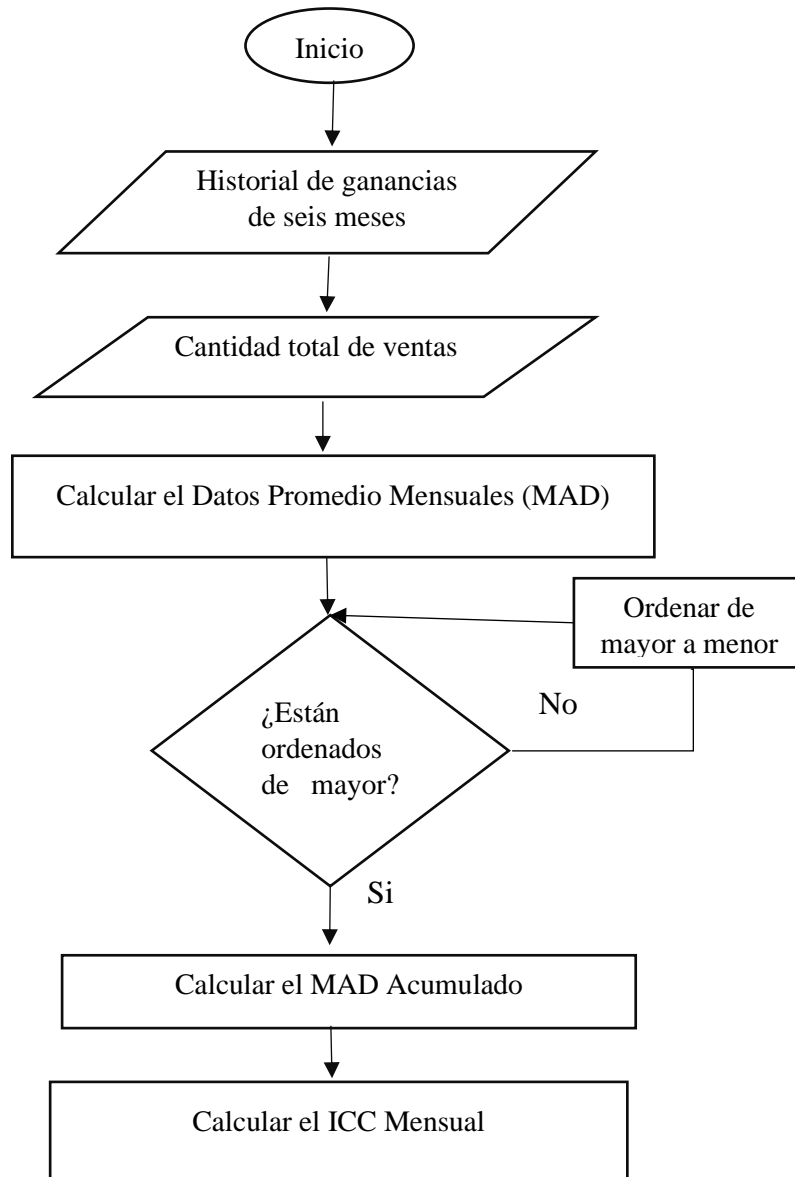 Inicio
Historial de ganancias
de seis meses
Cantidad total de ventas
Calcular el Datos Promedio Mensuales (MAD)
Ordenar de
mayor a menor
No
¿Están
ordenados
de mayor?
Si
Calcular el MAD Acumulado
Calcular el ICC Mensual